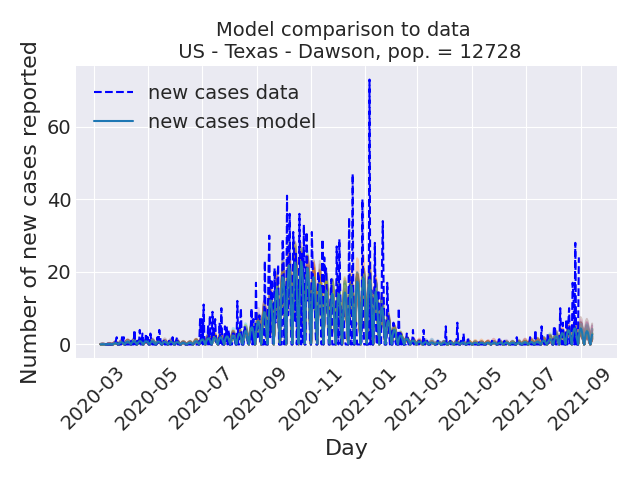 Model comparison to data
US - Texas - Dawson, pop. = 12728
new cases data
new cases model
Number of new cases reported
60
40
20
0
2020-03
2020-05
2020-07
2020-09
2020-11
2021-01
2021-03
2021-05
2021-07
2021-09
Day